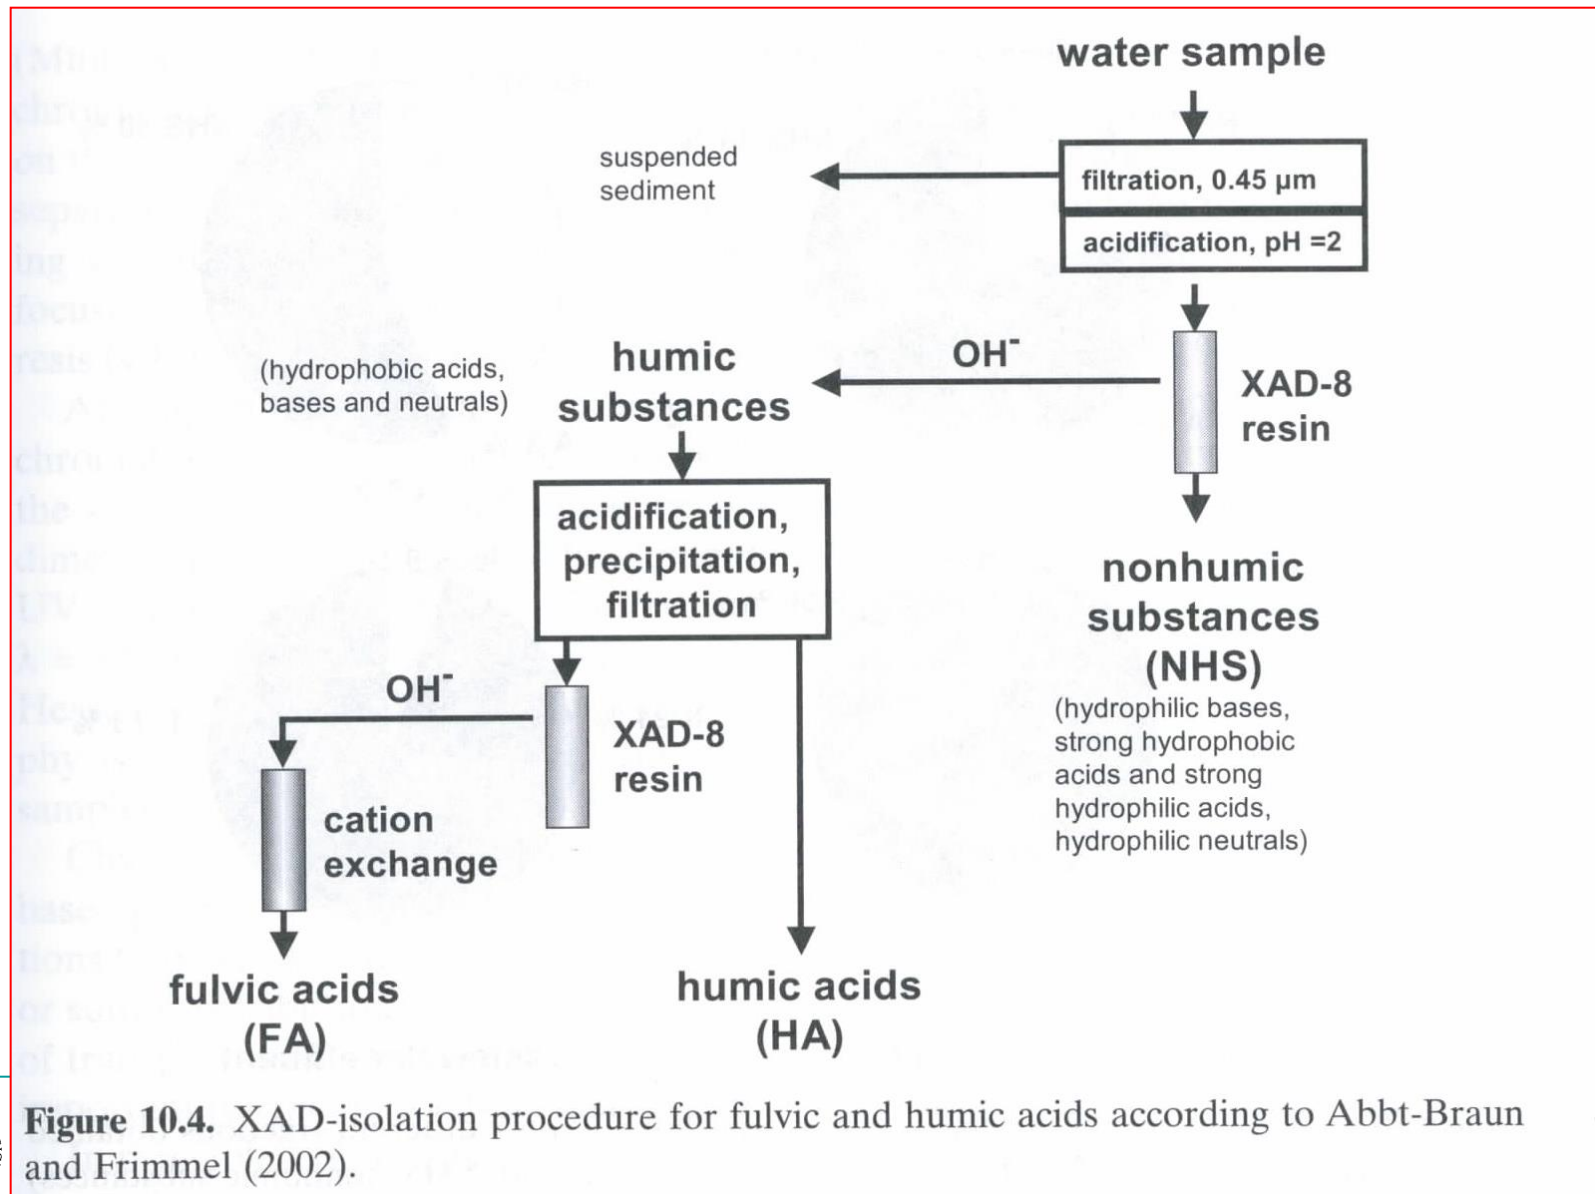 water sample
filtration, 0.45 µm
acidification, pH =2
suspended
sediment
OH⁻
XAD-8
resin
humic
substances
(hydrophobic acids,
bases and neutrals)
acidification,
precipitation,
filtration
nonhumic
substances
(NHS)
(hydrophilic bases,
strong hydrophobic
acids and strong
hydrophilic acids,
hydrophilic neutrals)
OH⁻
XAD-8
resin
cation
exchange
fulvic acids
(FA)
humic acids
(HA)
Figure 10.4. XAD-isolation procedure for fulvic and humic acids according to Abbt-Braun
and Frimmel (2002).